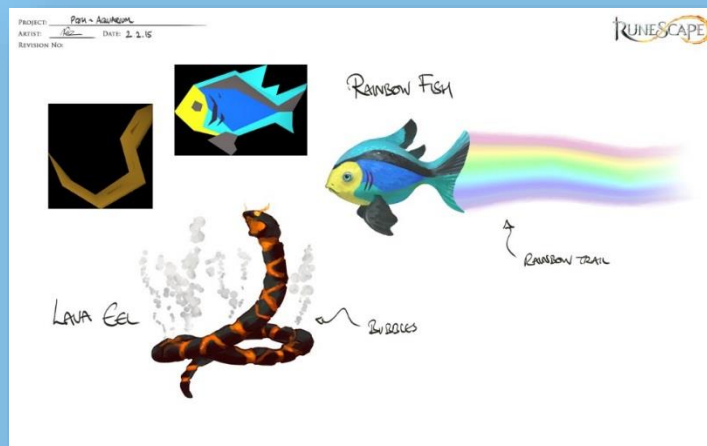 PROJECT: POH - AQUARIUM
ARTIST: DATE: 2.2.15
REVISION NO:
RUNESCAPE
RAINBOW FISH
RAINBOW TRAIL
LAVA EEL
BUBBLES